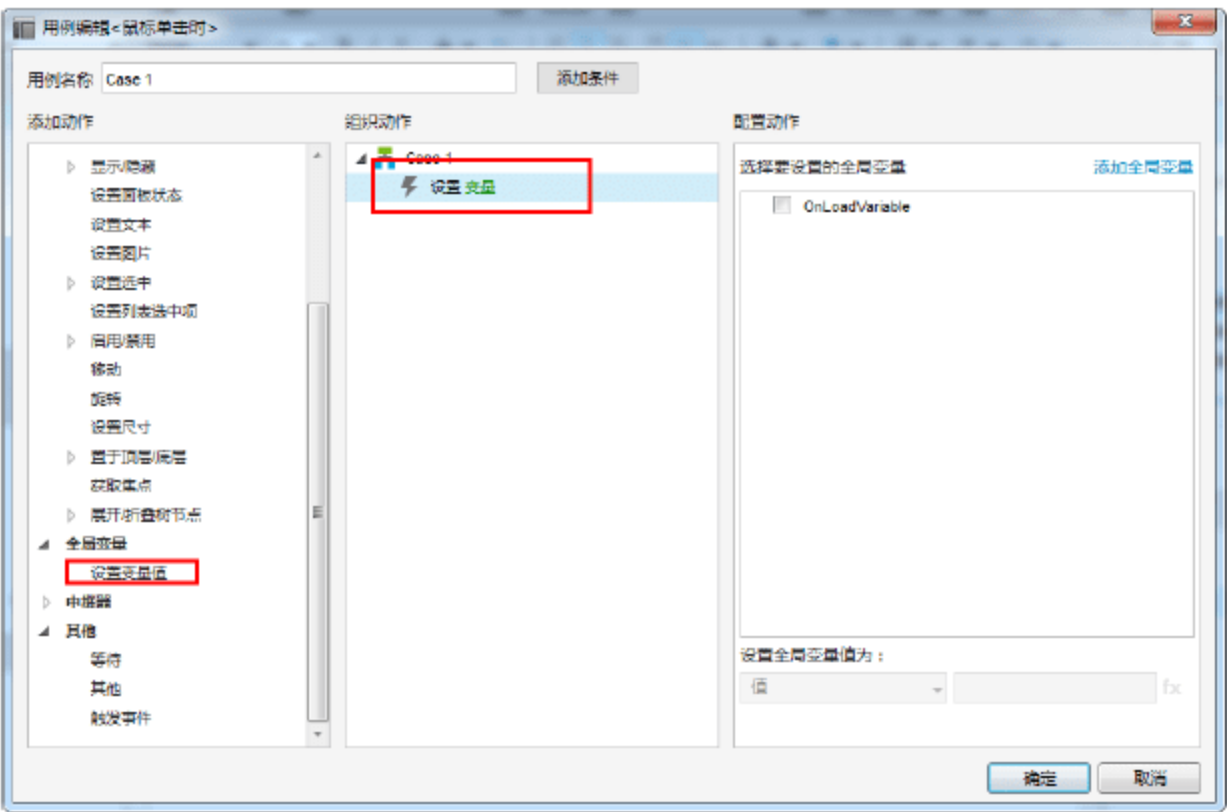 用例编辑<鼠标单击时>
用例名称 Case 1 添加条件
添加动作 组织动作 配置动作
显示/隐藏
设置面板状态
设置文本
设置图片
设置选中
设置列表选中项
启用/禁用
移动
旋转
设置尺寸
置于顶层/底层
获取焦点
展开/折叠树节点
全局变量
设置变量值
中继器
其他
等待
其他
触发事件
Case 1
设置 变量
选择要设置的全局变量 添加全局变量
OnLoadVariable
设置全局变量值为：
值 fx
确定 取消